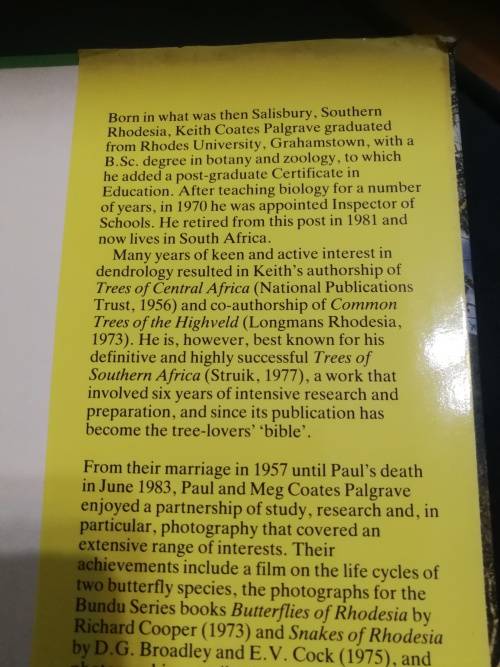 Born in what was then Salisbury, Southern
Rhodesia, Keith Coates Palgrave graduated
from Rhodes University, Grahamstown, with a
B.Sc. degree in botany and zoology, to which
he added a post-graduate Certificate in
Education. After teaching biology for a number
of years, in 1970 he was appointed Inspector of
Schools. He retired from this post in 1981 and
now lives in South Africa.
Many years of keen and active interest in
dendrology resulted in Keith's authorship of
Trees of Central Africa (National Publications
Trust, 1956) and co-authorship of Common
Trees of the Highveld (Longmans Rhodesia,
1973). He is, however, best known for his
definitive and highly successful Trees of
Southern Africa (Struik, 1977), a work that
involved six years of intensive research and
preparation, and since its publication has
become the tree-lovers' 'bible'.
From their marriage in 1957 until Paul's death
in June 1983, Paul and Meg Coates Palgrave
enjoyed a partnership of study, research and, in
particular, photography that covered an
extensive range of interests. Their
achievements include a film on the life cycles of
two butterfly species, the photographs for the
Bundu Series books Butterflies of Rhodesia by
Richard Cooper (1973) and Snakes of Rhodesia
by D.G. Broadley and E.V. Cock (1975), and